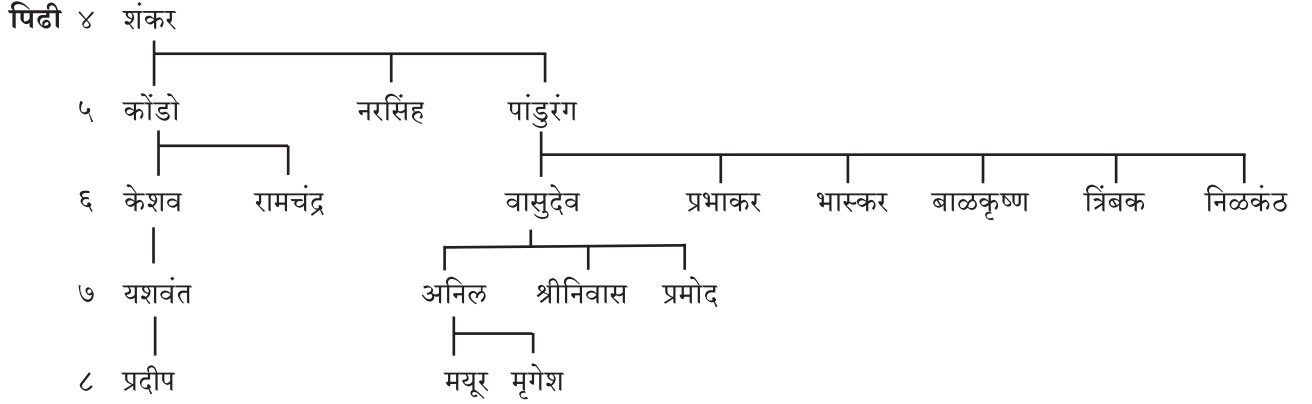 पिढी ४ शंकर
५ कोंडो नरसिंह पांडुरंग
६ केशव रामचंद्र वासुदेव प्रभाकर भास्कर बाळकृष्ण त्रिंबक निळकंठ
७ यशवंत अनिल श्रीनिवास प्रमोद
८ प्रदीप मयूर मृगेश